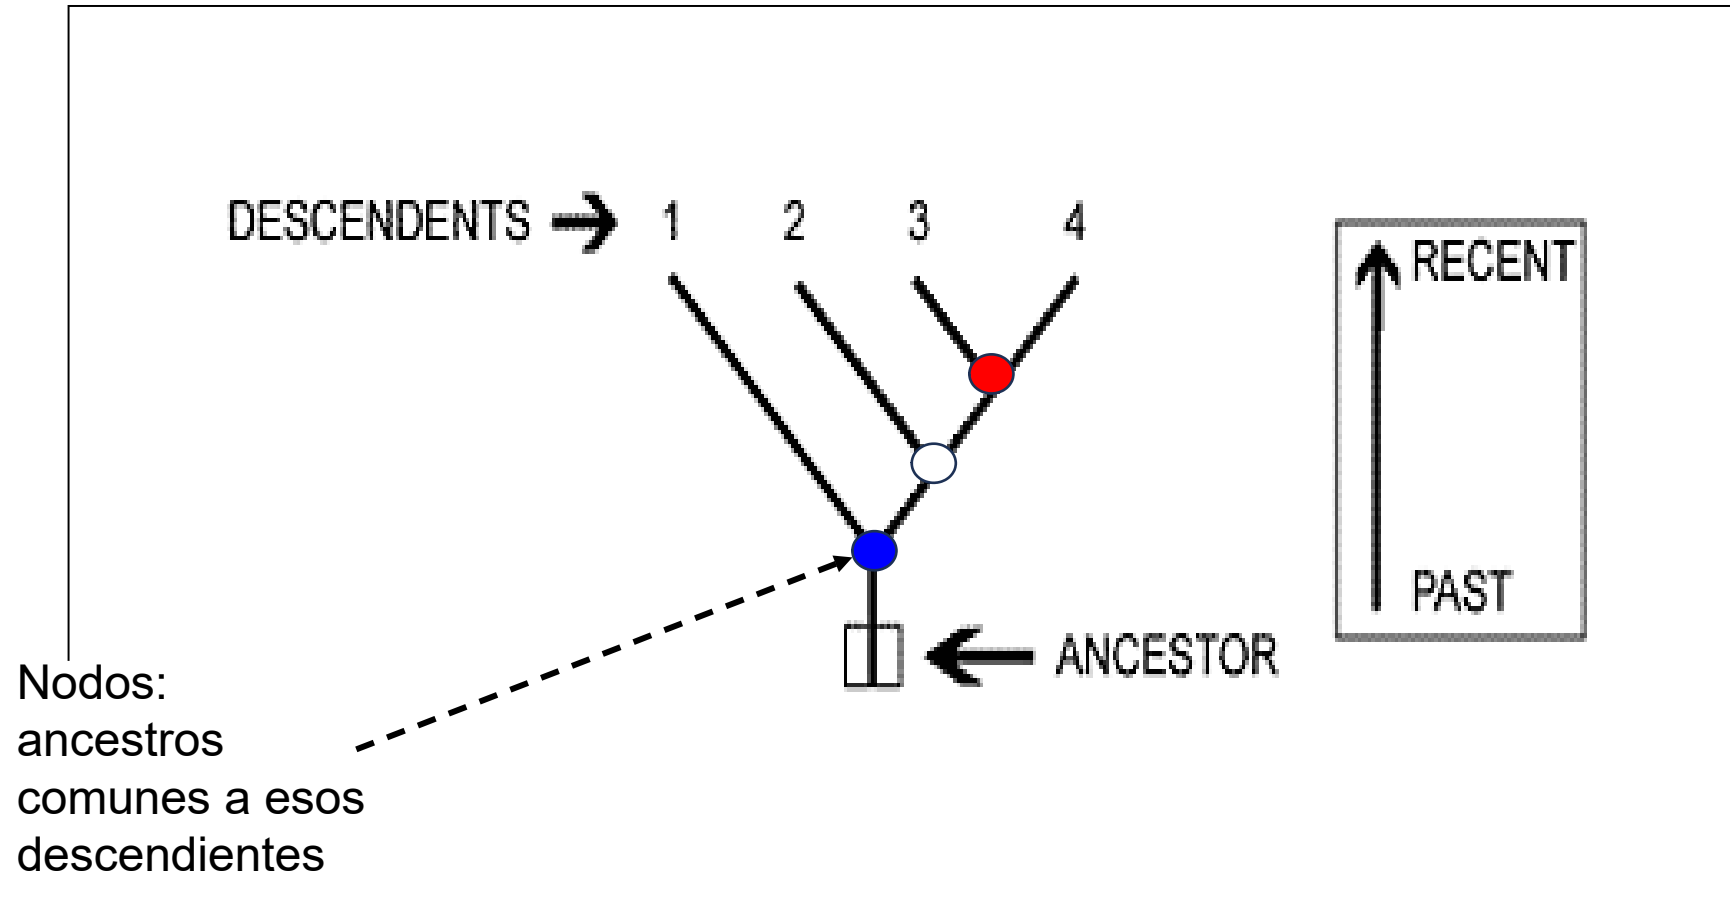 DESCENDENTS → 1 2 3 4
RECENT
PAST
ANCESTOR
Nodos:
ancestros
comunes a esos
descendientes